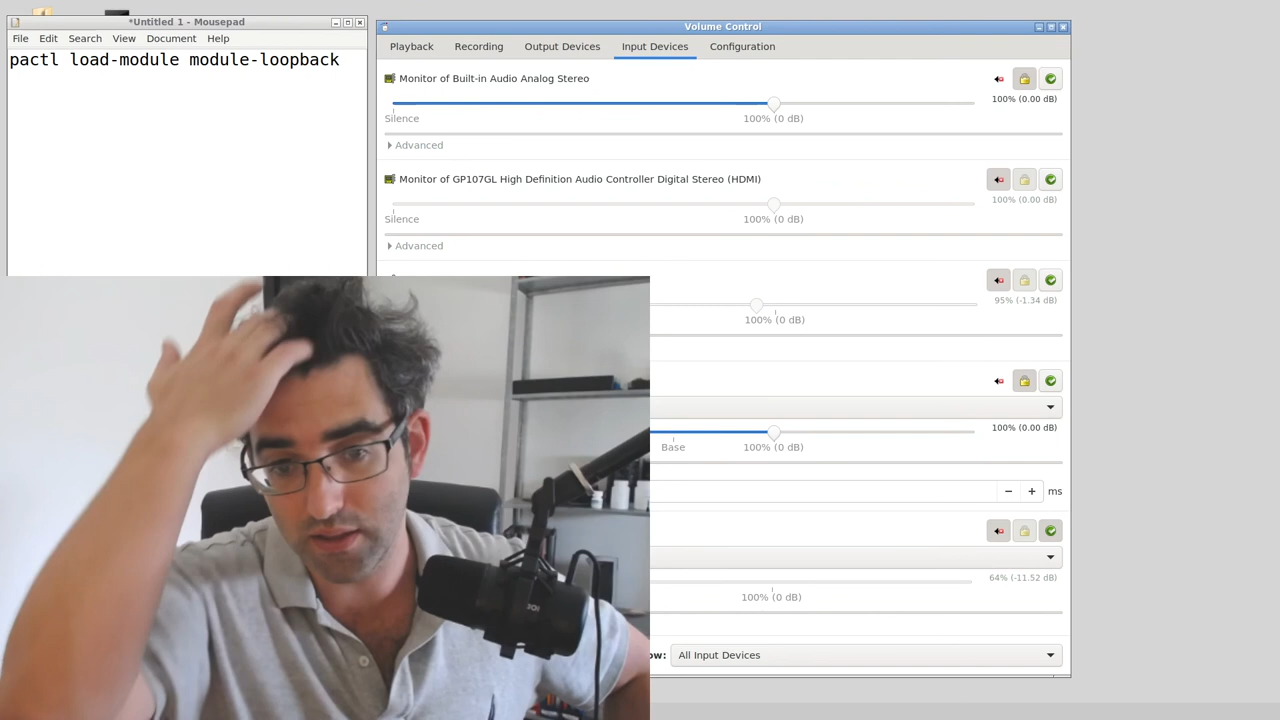 *Untitled 1 - Mousepad
File Edit Search View Document Help
pactl load-module module-loopback
Volume Control
Playback Recording Output Devices Input Devices Configuration
Monitor of Built-in Audio Analog Stereo
100% (0.00 dB)
Silence 100% (0 dB)
Advanced
Monitor of GP107GL High Definition Audio Controller Digital Stereo (HDMI)
100% (0.00 dB)
Silence 100% (0 dB)
Advanced
95% (-1.34 dB)
100% (0 dB)
100% (0.00 dB)
Base 100% (0 dB)
ms
64% (-11.52 dB)
100% (0 dB)
ow: All Input Devices